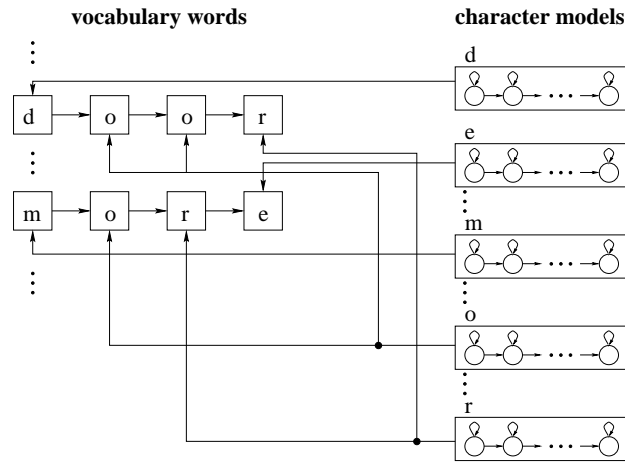 vocabulary words
character models
d
d o o r
e
m
m o r e
o
r